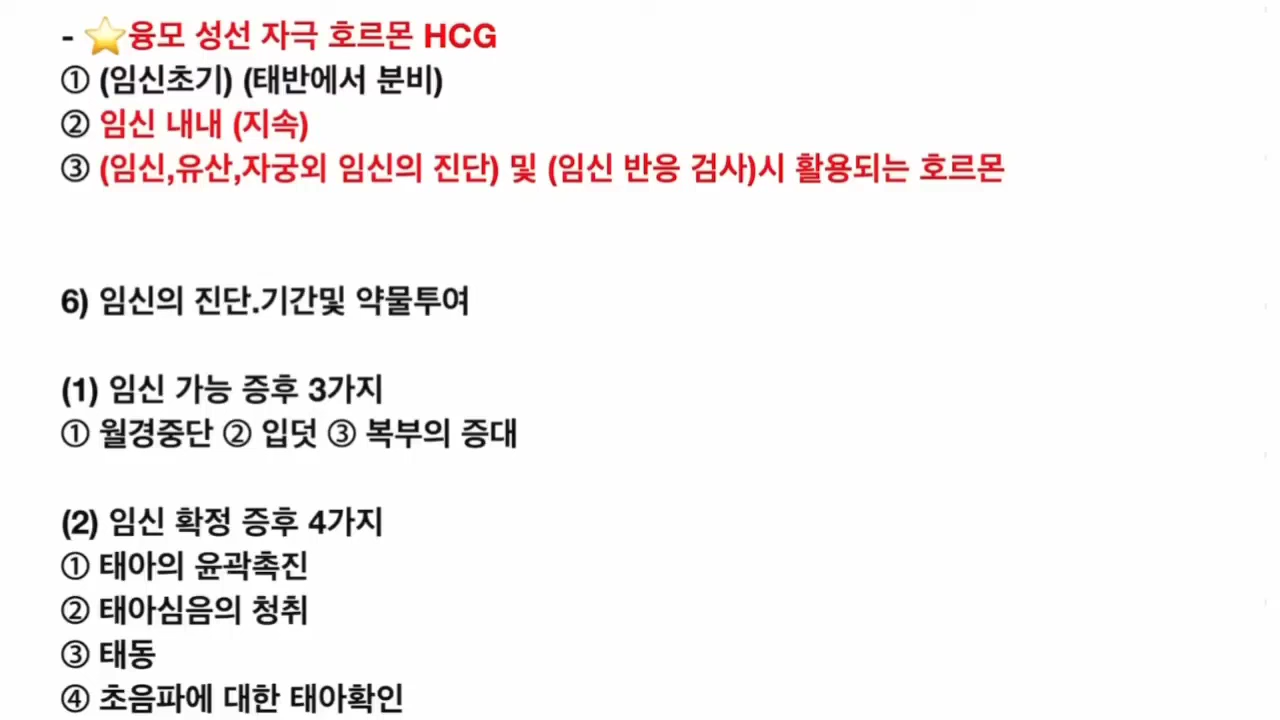 - ⭐융모 성선 자극 호르몬 HCG
① (임신초기) (태반에서 분비)
② 임신 내내 (지속)
③ (임신,유산,자궁외 임신의 진단) 및 (임신 반응 검사)시 활용되는 호르몬
6) 임신의 진단.기간및 약물투여
(1) 임신 가능 증후 3가지
① 월경중단 ② 입덧 ③ 복부의 증대
(2) 임신 확정 증후 4가지
① 태아의 윤곽촉진
② 태아심음의 청취
③ 태동
④ 초음파에 대한 태아확인